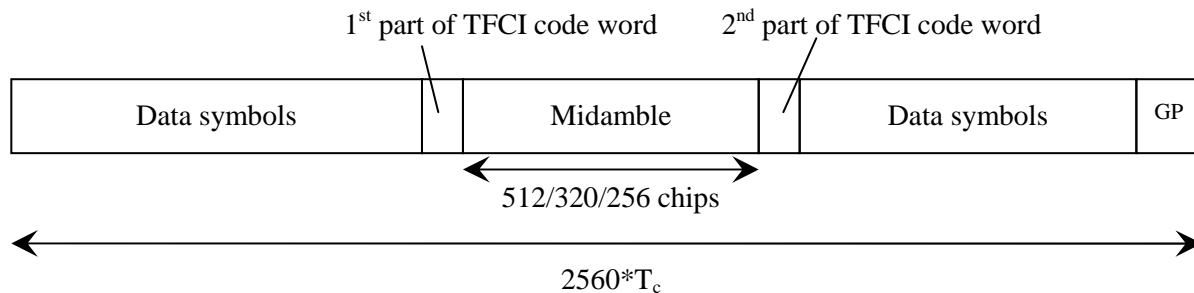 1st part of TFCI code word 2nd part of TFCI code word
Data symbols Midamble Data symbols GP
512/320/256 chips
2560*Tc